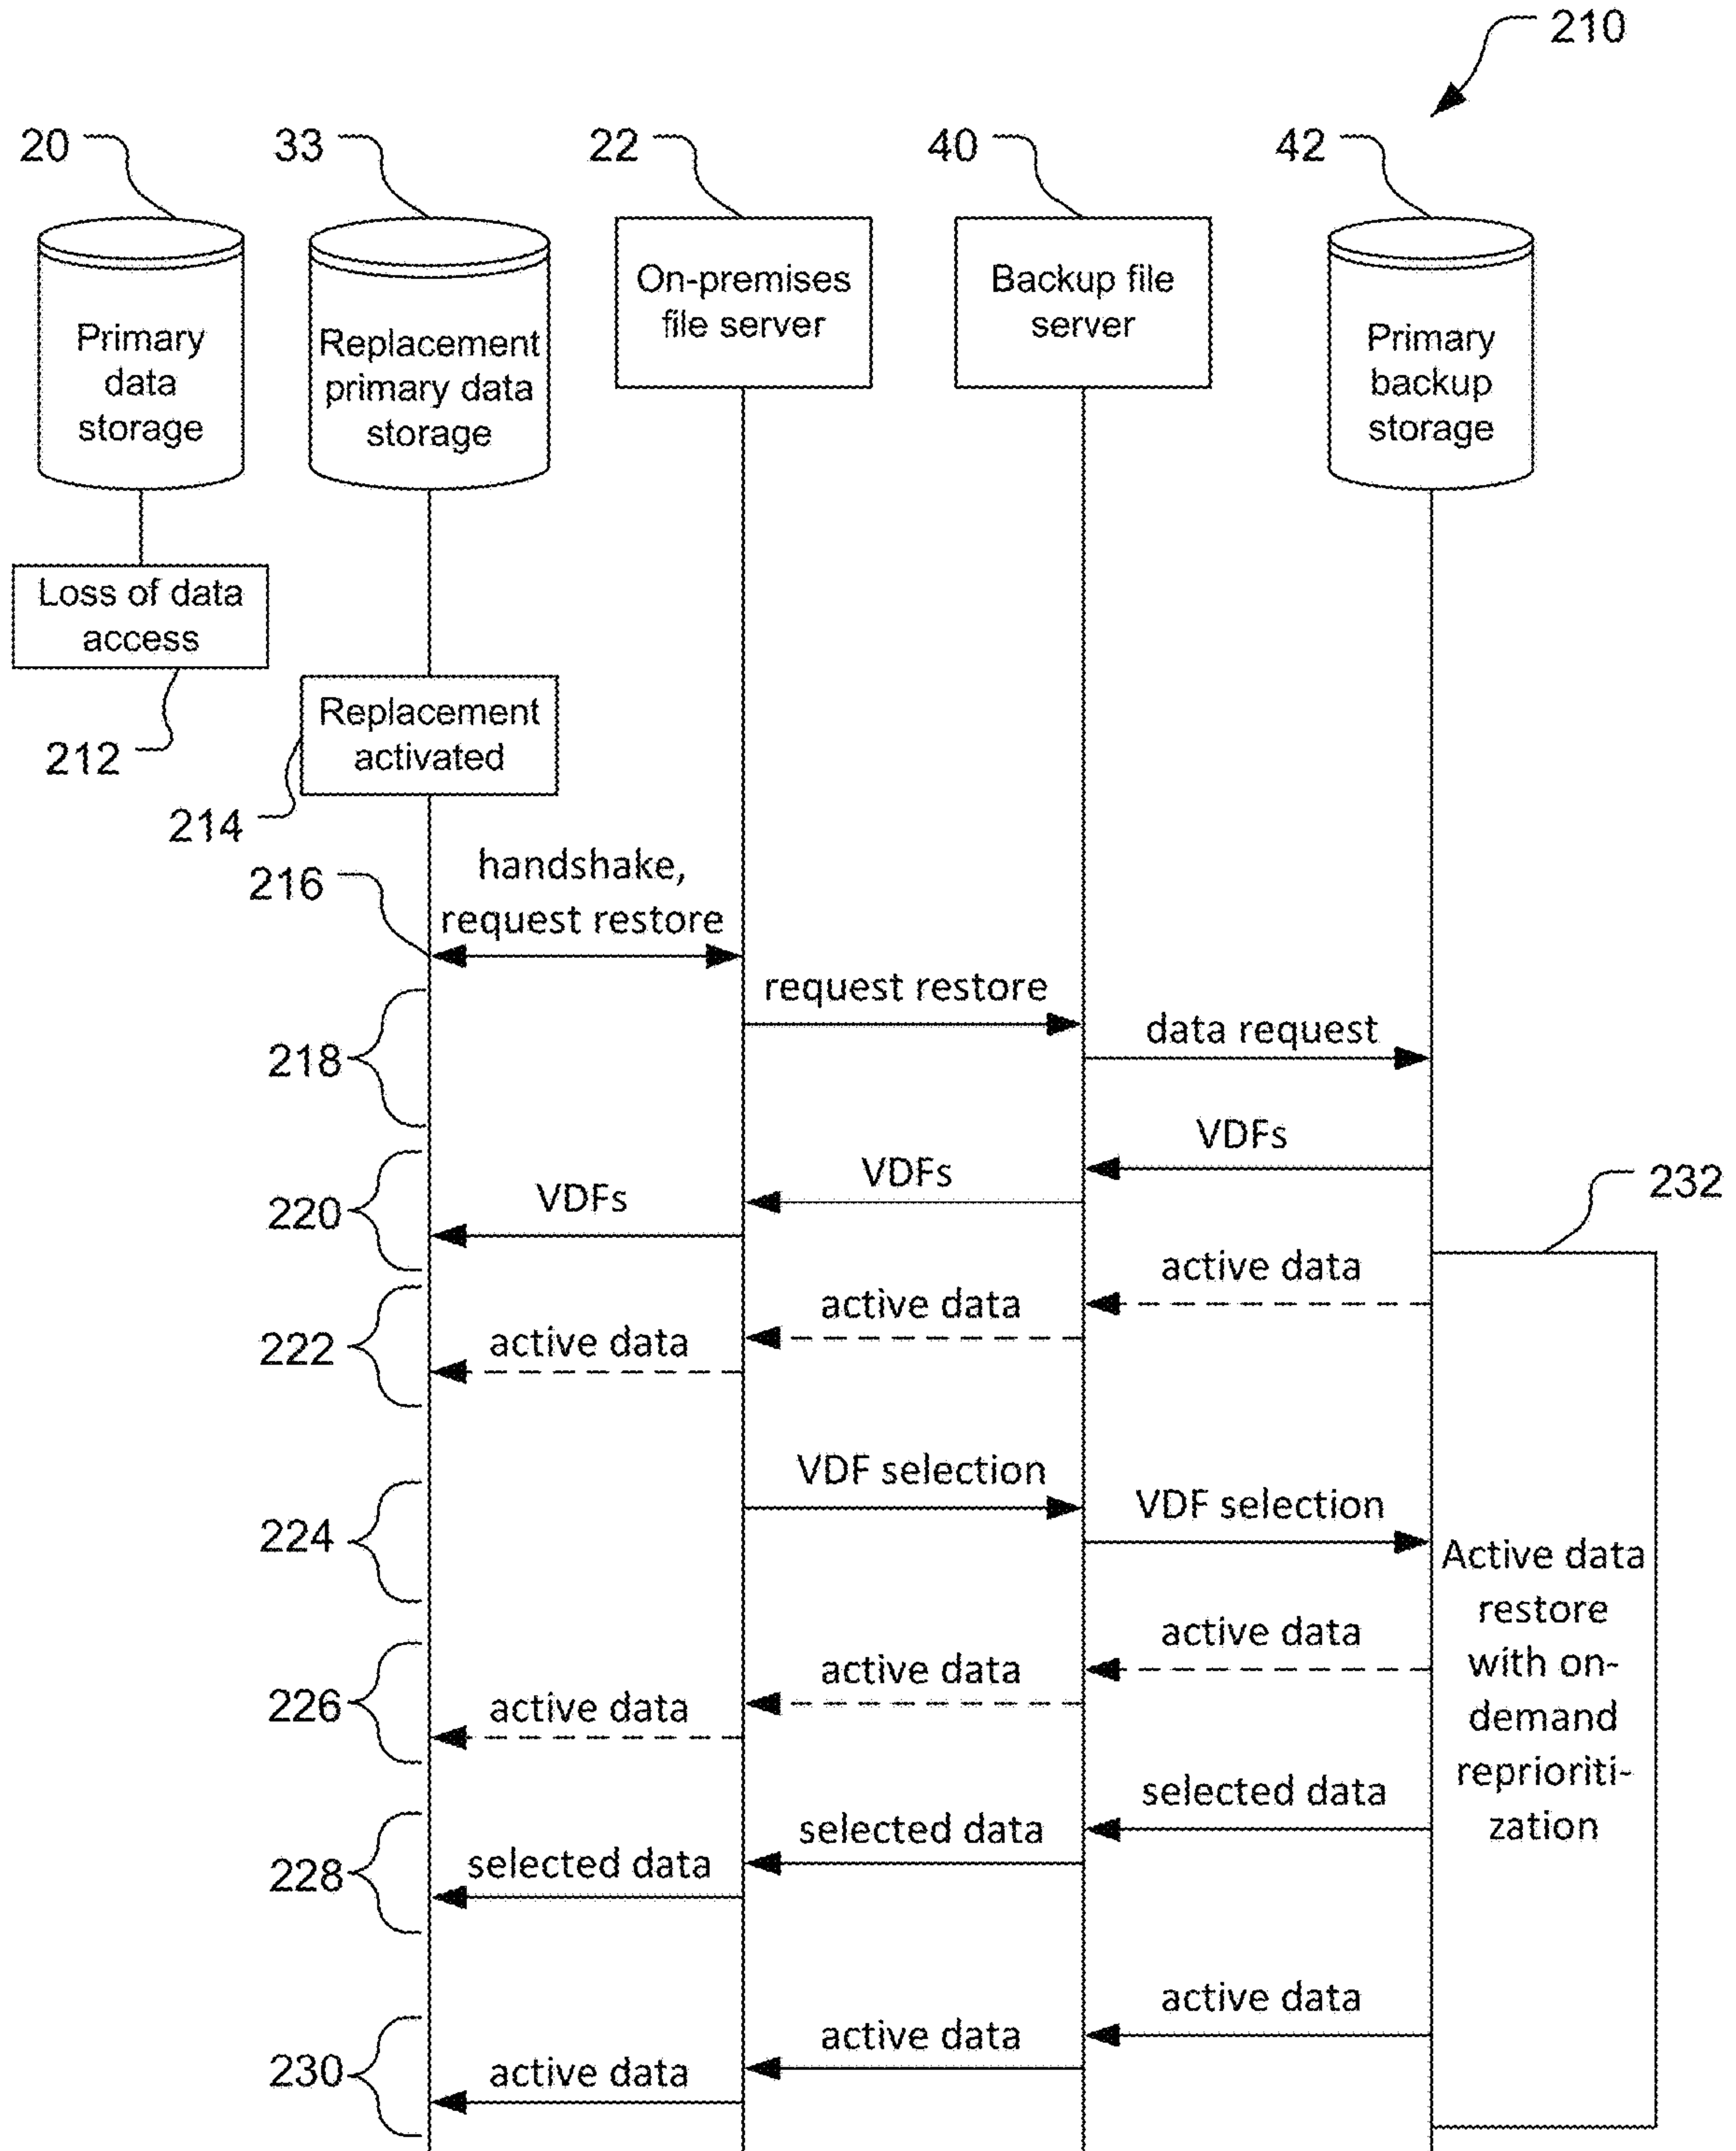 210
20
33
22
40
42
Primary
data
storage
Replacement
primary data
storage
On-premises
file server
Backup file
server
Primary
backup
storage
Loss of data
access
212
Replacement
activated
214
216
handshake,
request restore
218
request restore
data request
220
VDFs
VDFs
VDFs
232
222
active data
active data
active data
224
VDF selection
VDF selection
Active data
restore
with on-
demand
reprioriti-
zation
226
active data
active data
active data
228
selected data
selected data
selected data
230
active data
active data
active data